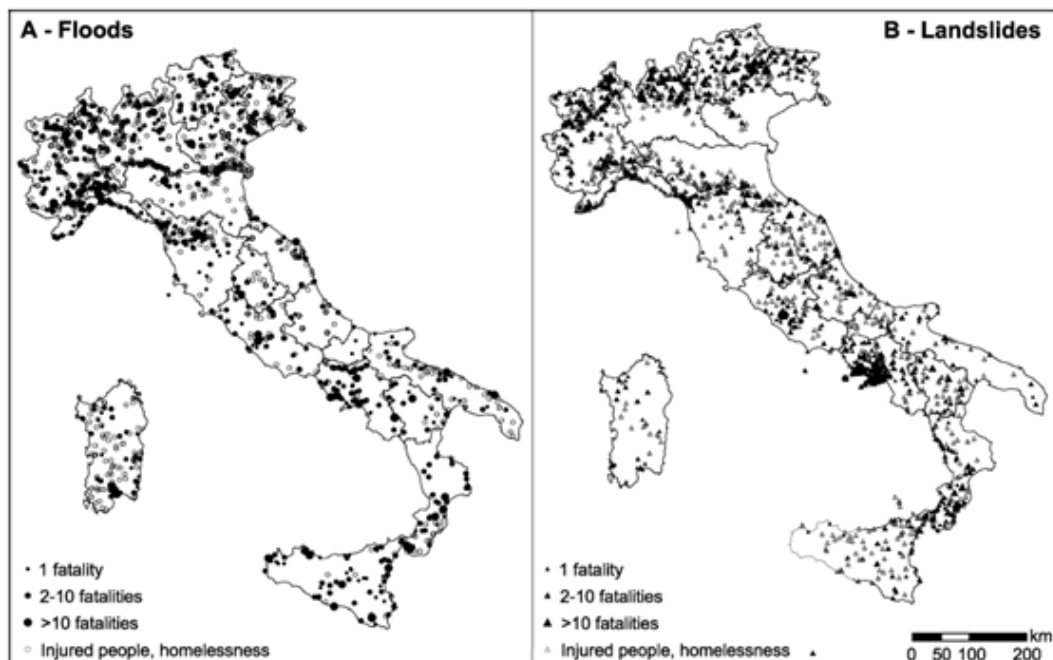 A - Floods
B - Landslides
1 fatality
2-10 fatalities
>10 fatalities
Injured people, homelessness
1 fatality
2-10 fatalities
>10 fatalities
Injured people, homelessness
km
0 50 100 200